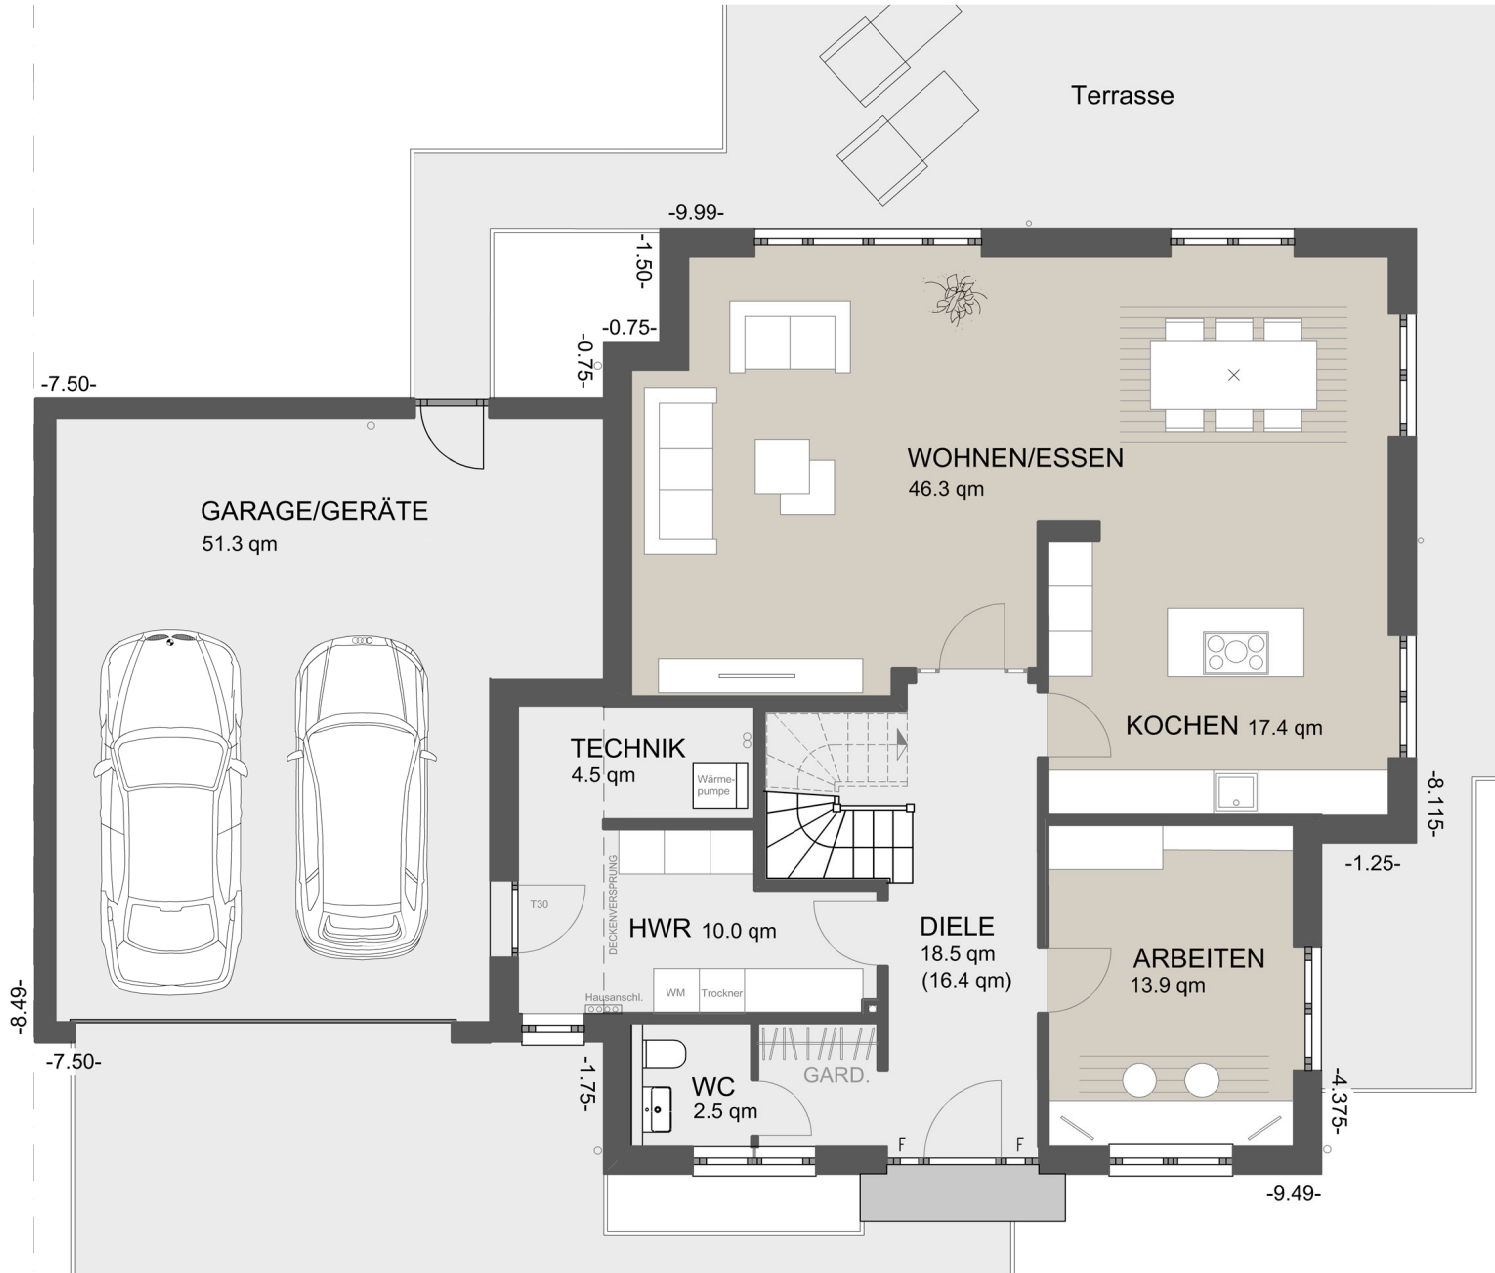 Terrasse
-9.99-
-1.50-
-0.75-
-0.75-
-7.50-
WOHNEN/ESSEN
46.3 qm
GARAGE/GERÄTE
51.3 qm
KOCHEN 17.4 qm
TECHNIK
4.5 qm
Wärme-
pumpe
-8.115-
-1.25-
DECKENVERSPRUNG
T30
HWR 10.0 qm
DIELE
18.5 qm
(16.4 qm)
ARBEITEN
13.9 qm
WM
Trockner
Hausanschl.
-8.49-
-7.50-
-1.75-
GARD.
WC
2.5 qm
-4.375-
F
F
-9.49-